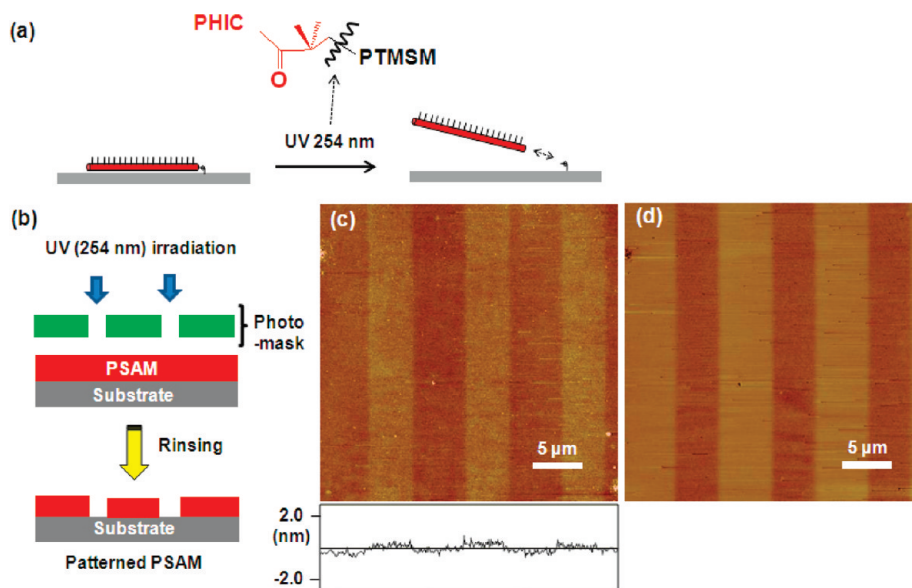 (a)
PHIC
O
PTMSM
UV 254 nm
(b)
UV (254 nm) irradiation
Photo
-mask
PSAM
Substrate
Rinsing
Substrate
Patterned PSAM
(c)
5 µm
2.0
(nm)
-2.0
(d)
5 µm